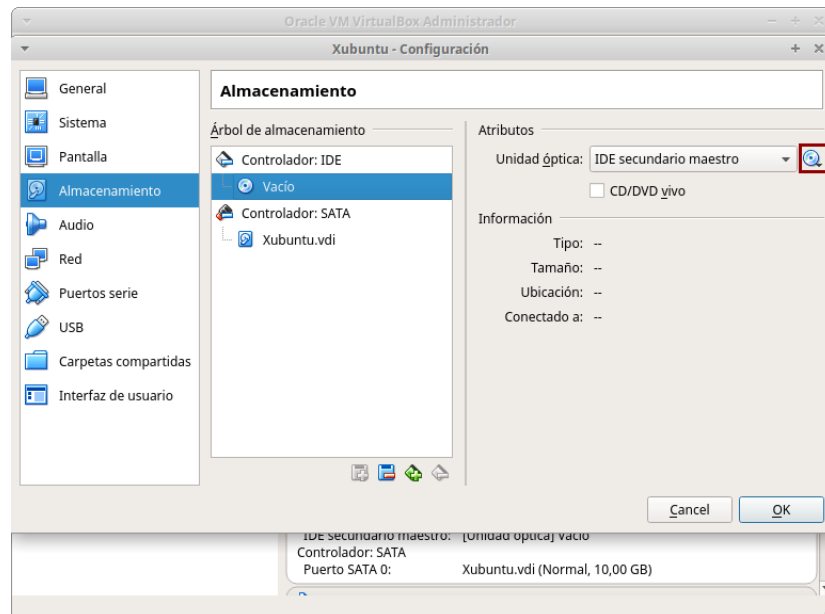 Oracle VM VirtualBox Administrador
Xubuntu - Configuración
General
Sistema
Pantalla
Almacenamiento
Audio
Red
Puertos serie
USB
Carpetas compartidas
Interfaz de usuario
Almacenamiento
Árbol de almacenamiento
Controlador: IDE
Vacío
Controlador: SATA
Xubuntu.vdi
Atributos
Unidad óptica: IDE secundario maestro
CD/DVD vivo
Información
Tipo: --
Tamaño: --
Ubicación: --
Conectado a: --
Cancel OK
IDE secundario maestro: [Unidad óptica] Vacío
Controlador: SATA
Puerto SATA 0: Xubuntu.vdi (Normal, 10,00 GB)